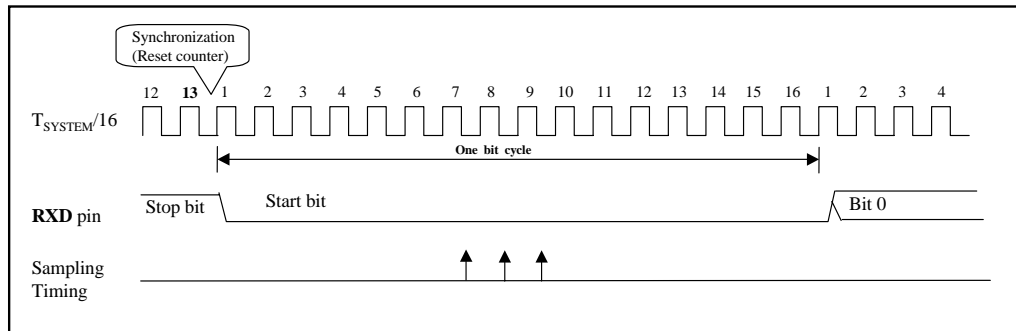 Synchronization
(Reset counter)
12 13 1 2 3 4 5 6 7 8 9 10 11 12 13 14 15 16 1 2 3 4
TSYSTEM/16
One bit cycle
RXD pin
Stop bit
Start bit
Bit 0
Sampling
Timing